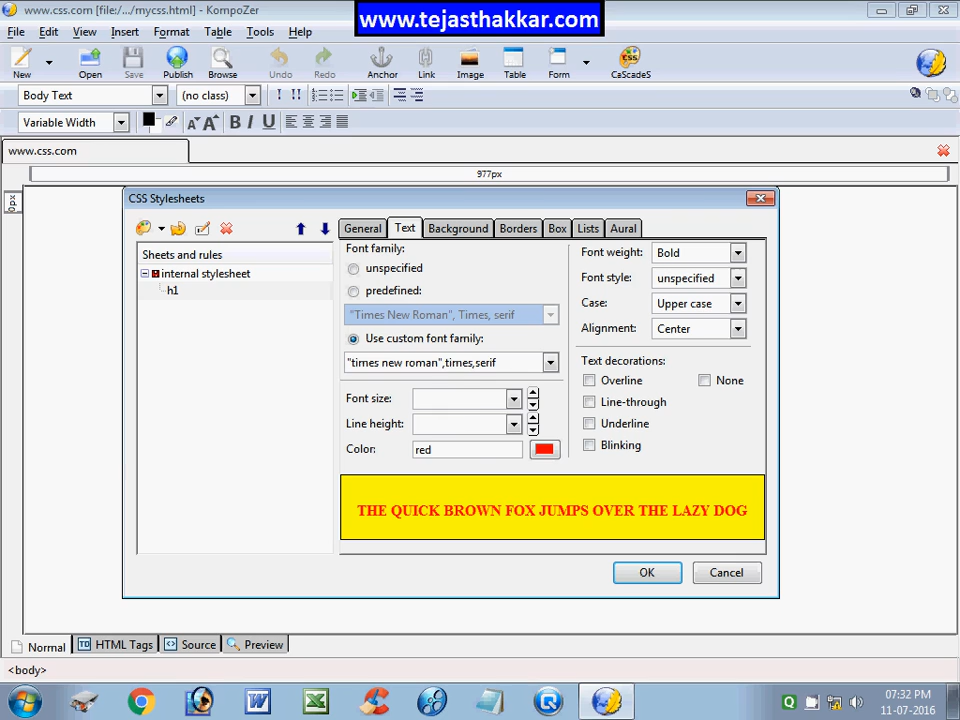 www.css.com [file:/.../mycss.html] - KompoZer
www.tejasthakkar.com
File Edit View Insert Format Table Tools Help
New Open Save Publish Browse Undo Redo Anchor Link Image Table Form CaScadeS
Body Text (no class)
Variable Width
www.css.com
977px
0px
CSS Stylesheets
General Text Background Borders Box Lists Aural
Sheets and rules
internal stylesheet
h1
Font family:
unspecified
predefined:
"Times New Roman", Times, serif
Use custom font family:
"times new roman",times,serif
Font size:
Line height:
Color: red
Font weight: Bold
Font style: unspecified
Case: Upper case
Alignment: Center
Text decorations:
Overline None
Line-through
Underline
Blinking
THE QUICK BROWN FOX JUMPS OVER THE LAZY DOG
OK Cancel
Normal HTML Tags Source Preview
<body>
07:32 PM
11-07-2016